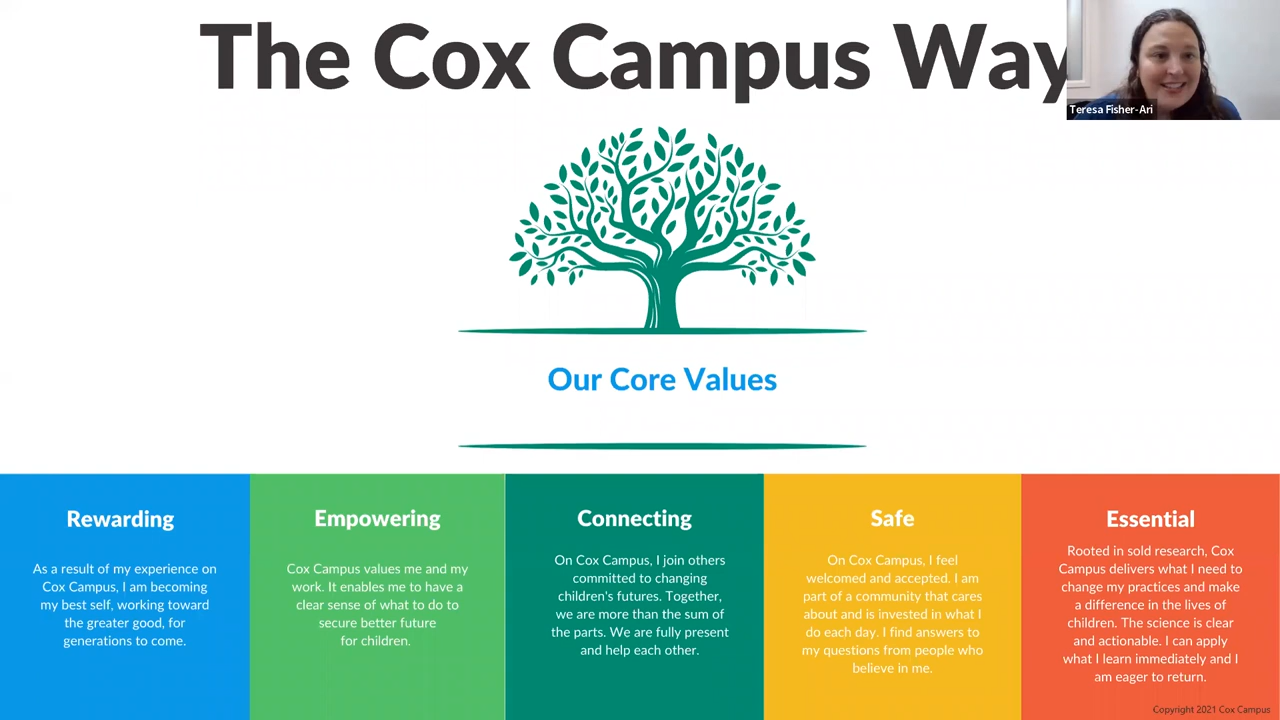 The Cox Campus Way
Teresa Fisher-Ari
Our Core Values
Rewarding
As a result of my experience on
Cox Campus, I am becoming
my best self, working toward
the greater good, for
generations to come.
Empowering
Cox Campus values me and my
work. It enables me to have a
clear sense of what to do to
secure better future
for children.
Connecting
On Cox Campus, I join others
committed to changing
children's futures. Together,
we are more than the sum of
the parts. We are fully present
and help each other.
Safe
On Cox Campus, I feel
welcomed and accepted. I am
part of a community that cares
about and is invested in what I
do each day. I find answers to
my questions from people who
believe in me.
Essential
Rooted in sold research, Cox
Campus delivers what I need to
change my practices and make
a difference in the lives of
children. The science is clear
and actionable. I can apply
what I learn immediately and I
am eager to return.
Copyright 2021 Cox Campus